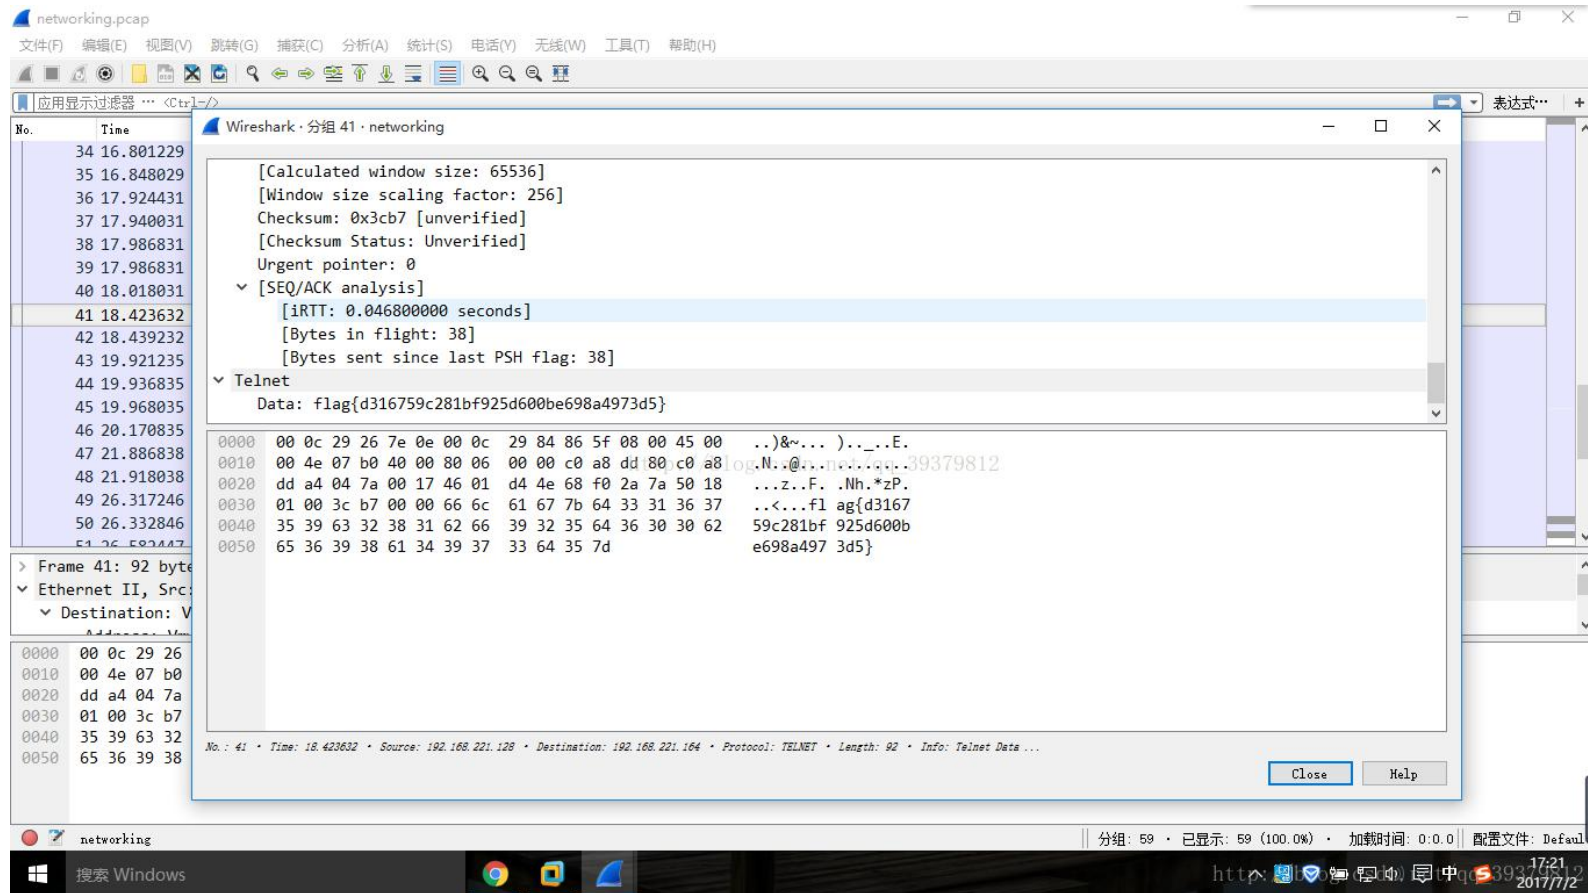 networking.pcap
文件(F) 编辑(E) 视图(V) 跳转(G) 捕获(C) 分析(A) 统计(S) 电话(Y) 无线(W) 工具(T) 帮助(H)
应用显示过滤器 … <Ctrl-/>
表达式… +
No. Time
34 16.801229
35 16.848029
36 17.924431
37 17.940031
38 17.986831
39 17.986831
40 18.018031
41 18.423632
42 18.439232
43 19.921235
44 19.936835
45 19.968035
46 20.170835
47 21.886838
48 21.918038
49 26.317246
50 26.332846
51 26.582447
Wireshark · 分组 41 · networking
[Calculated window size: 65536]
[Window size scaling factor: 256]
Checksum: 0x3cb7 [unverified]
[Checksum Status: Unverified]
Urgent pointer: 0
[SEQ/ACK analysis]
[iRTT: 0.046800000 seconds]
[Bytes in flight: 38]
[Bytes sent since last PSH flag: 38]
Telnet
Data: flag{d316759c281bf925d600be698a4973d5}
0000 00 0c 29 26 7e 0e 00 0c 29 84 86 5f 08 00 45 00 ..)&~... ).._..E.
0010 00 4e 07 b0 40 00 80 06 00 00 c0 a8 dd 80 c0 a8 .N..@... ........
0020 dd a4 04 7a 00 17 46 01 d4 4e 68 f0 2a 7a 50 18 ...z..F. .Nh.*zP.
0030 01 00 3c b7 00 00 66 6c 61 67 7b 64 33 31 36 37 ..<...fl ag{d3167
0040 35 39 63 32 38 31 62 66 39 32 35 64 36 30 30 62 59c281bf 925d600b
0050 65 36 39 38 61 34 39 37 33 64 35 7d e698a497 3d5}
http://blog.csdn.net/qq_39379812
No.: 41 · Time: 18.423632 · Source: 192.168.221.128 · Destination: 192.168.221.164 · Protocol: TELNET · Length: 92 · Info: Telnet Data ...
Close Help
Frame 41: 92 byte
Ethernet II, Src:
Destination: V
0000 00 0c 29 26
0010 00 4e 07 b0
0020 dd a4 04 7a
0030 01 00 3c b7
0040 35 39 63 32
0050 65 36 39 38
networking
分组: 59 · 已显示: 59 (100.0%) · 加载时间: 0:0.0 配置文件: Defaul
搜索 Windows
中
17:21
2017/7/2